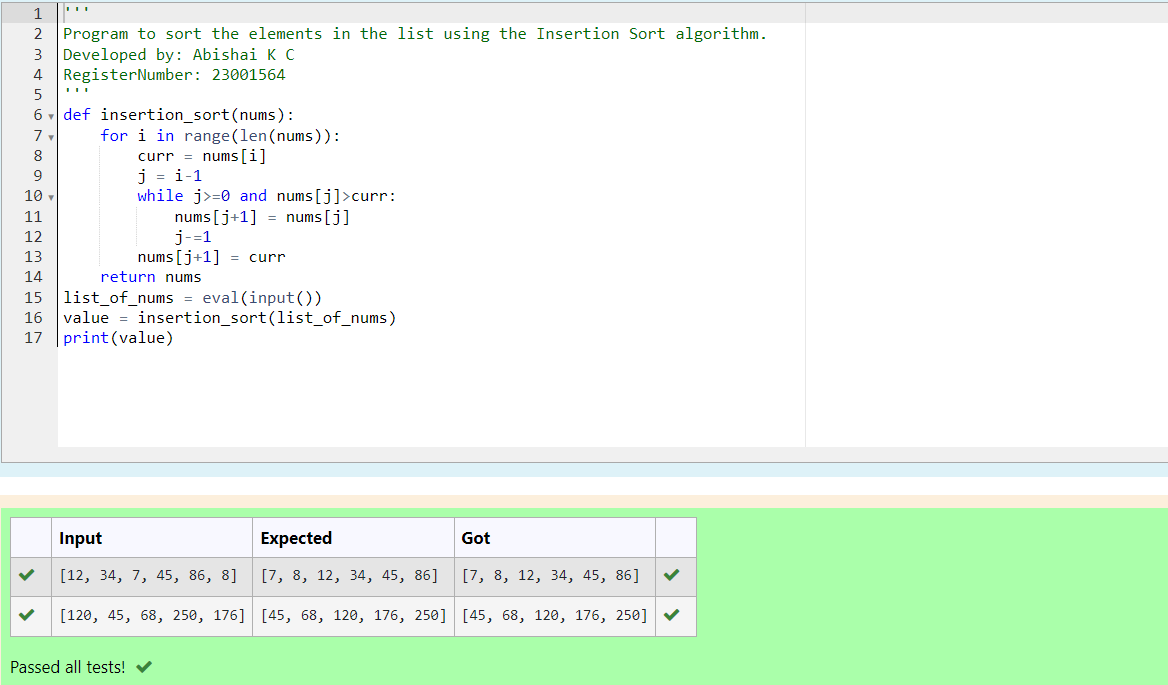 1 '''
2 Program to sort the elements in the list using the Insertion Sort algorithm.
3 Developed by: Abishai K C
4 RegisterNumber: 23001564
5 '''
6 def insertion_sort(nums):
7     for i in range(len(nums)):
8         curr = nums[i]
9         j = i-1
10         while j>=0 and nums[j]>curr:
11             nums[j+1] = nums[j]
12             j-=1
13         nums[j+1] = curr
14     return nums
15 list_of_nums = eval(input())
16 value = insertion_sort(list_of_nums)
17 print(value)
Input Expected Got
[12, 34, 7, 45, 86, 8] [7, 8, 12, 34, 45, 86] [7, 8, 12, 34, 45, 86]
[120, 45, 68, 250, 176] [45, 68, 120, 176, 250] [45, 68, 120, 176, 250]
Passed all tests!